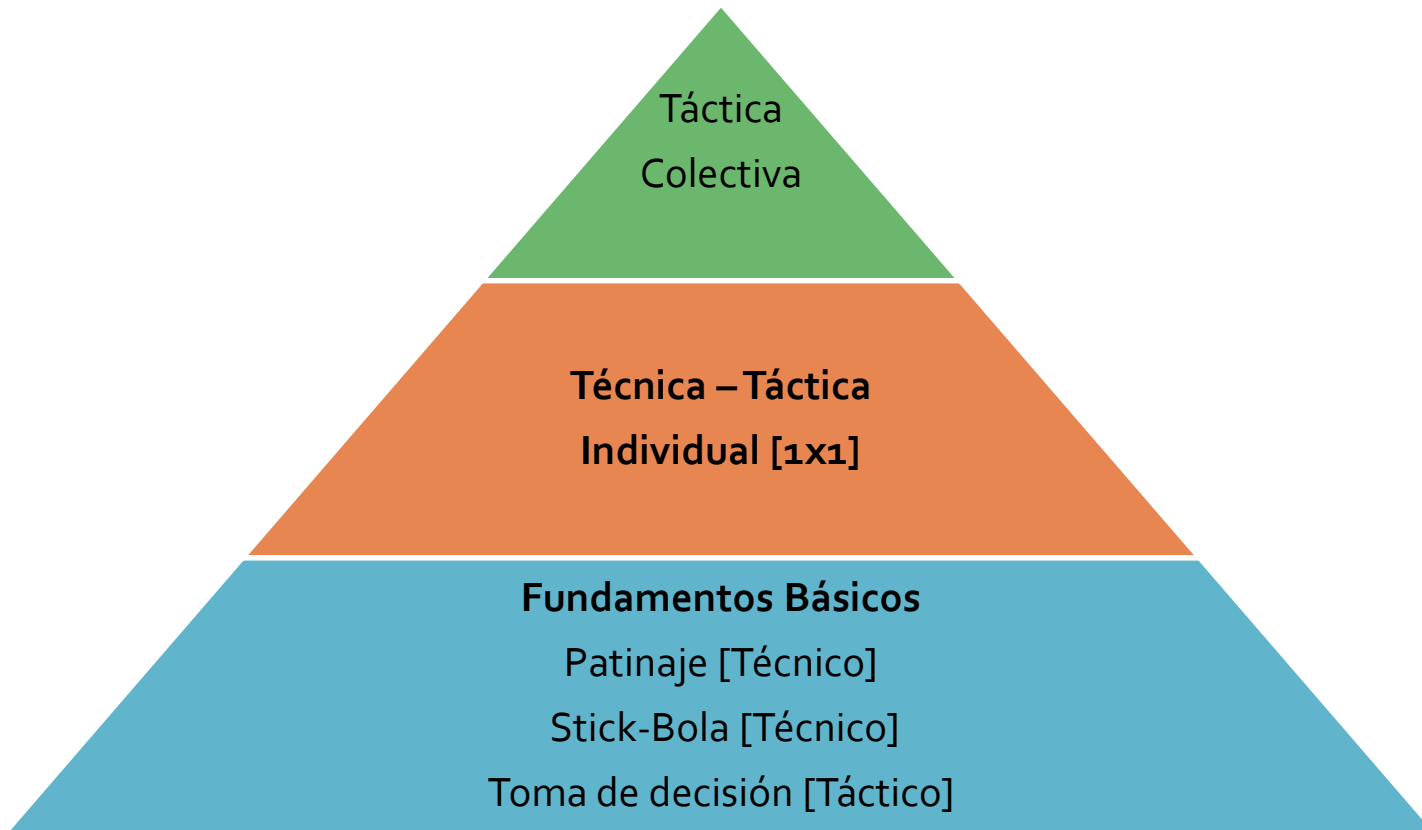 Táctica
Colectiva
Técnica – Táctica
Individual [1x1]
Fundamentos Básicos
Patinaje [Técnico]
Stick-Bola [Técnico]
Toma de decisión [Táctico]